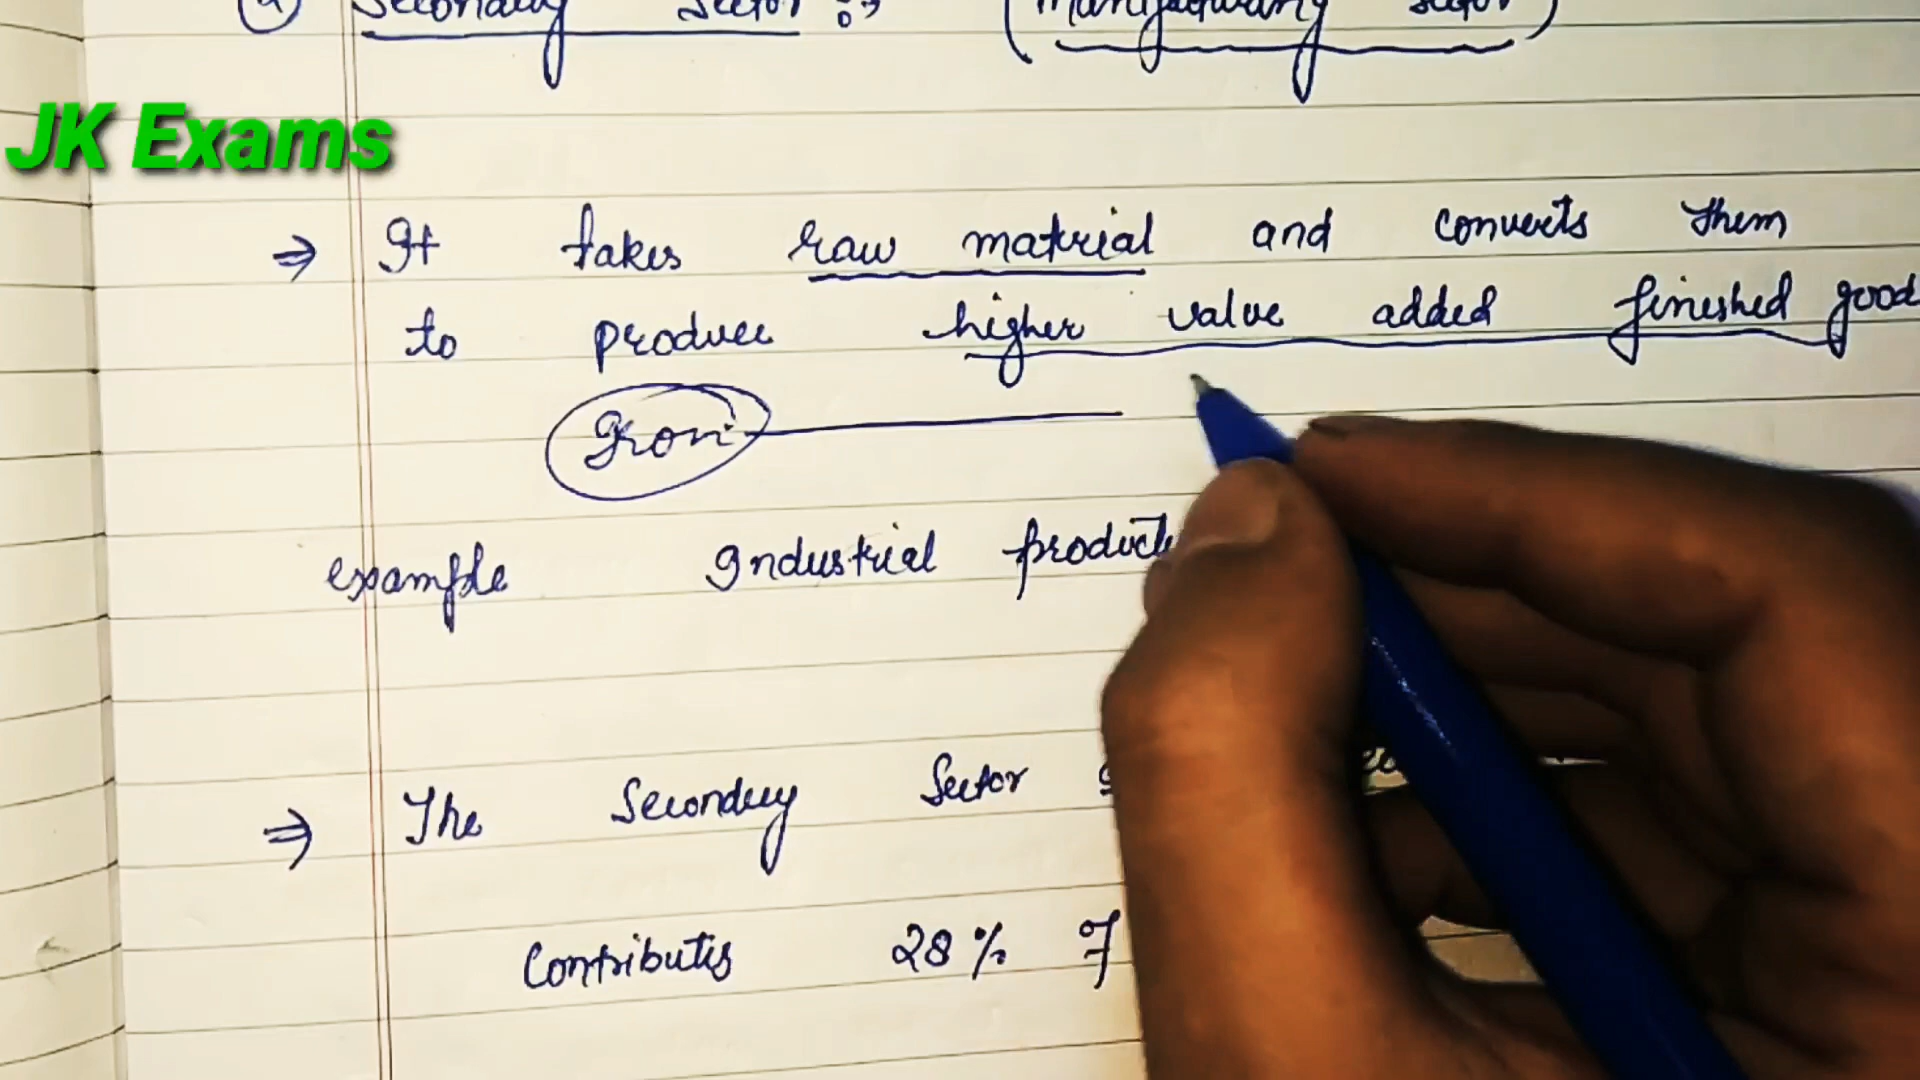 Secondary Sector :→ (Manufacturing Sector)
JK Exams
⇒ It takes raw material and converts them
to produce higher value added finished good
Iron
example Industrial product
⇒ The Secondary Sector
Contributes 28% of